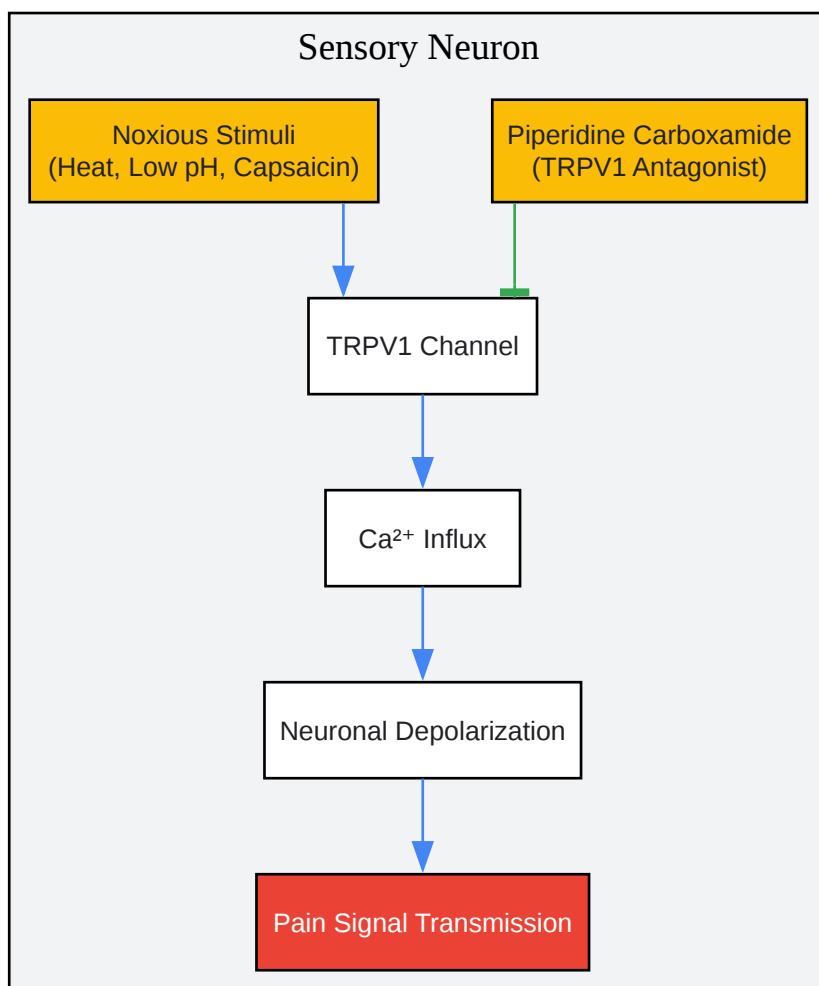 Sensory Neuron
Noxious Stimuli
(Heat, Low pH, Capsaicin)
Piperidine Carboxamide
(TRPV1 Antagonist)
TRPV1 Channel
Ca²⁺ Influx
Neuronal Depolarization
Pain Signal Transmission